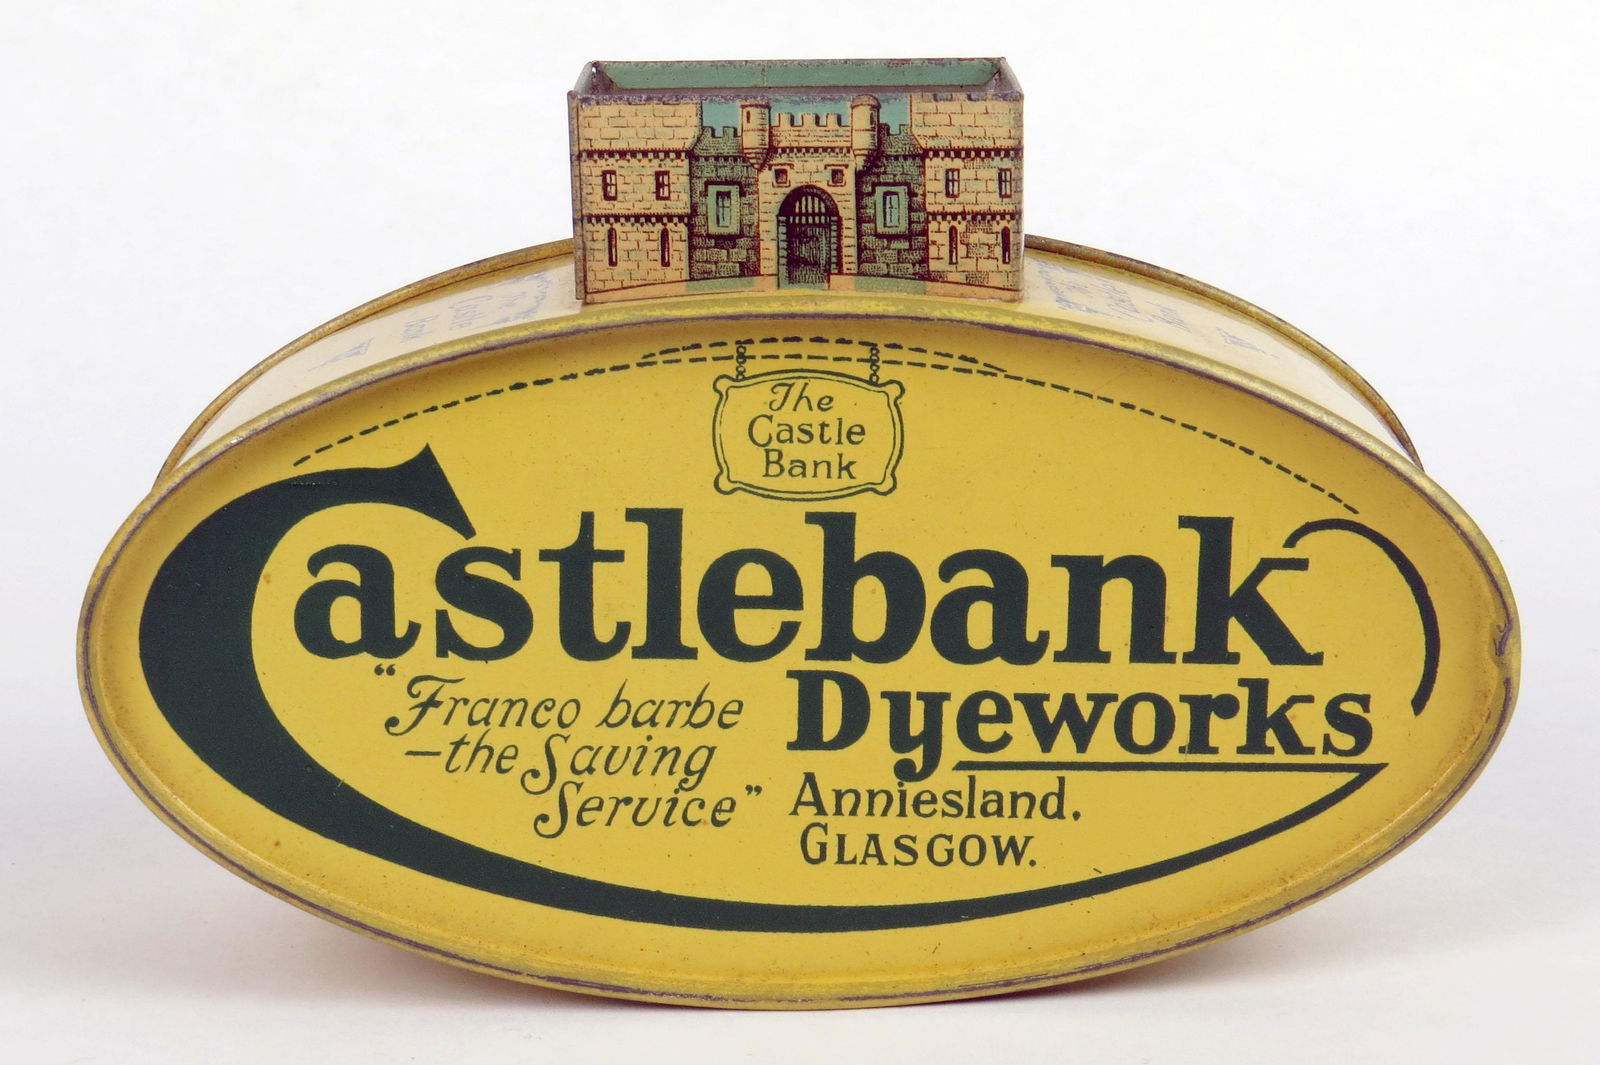 The
Castle
Bank
Castlebank
Dyeworks
"Franco barbe
—the Saving
Service"
Anniesland.
GLASGOW.